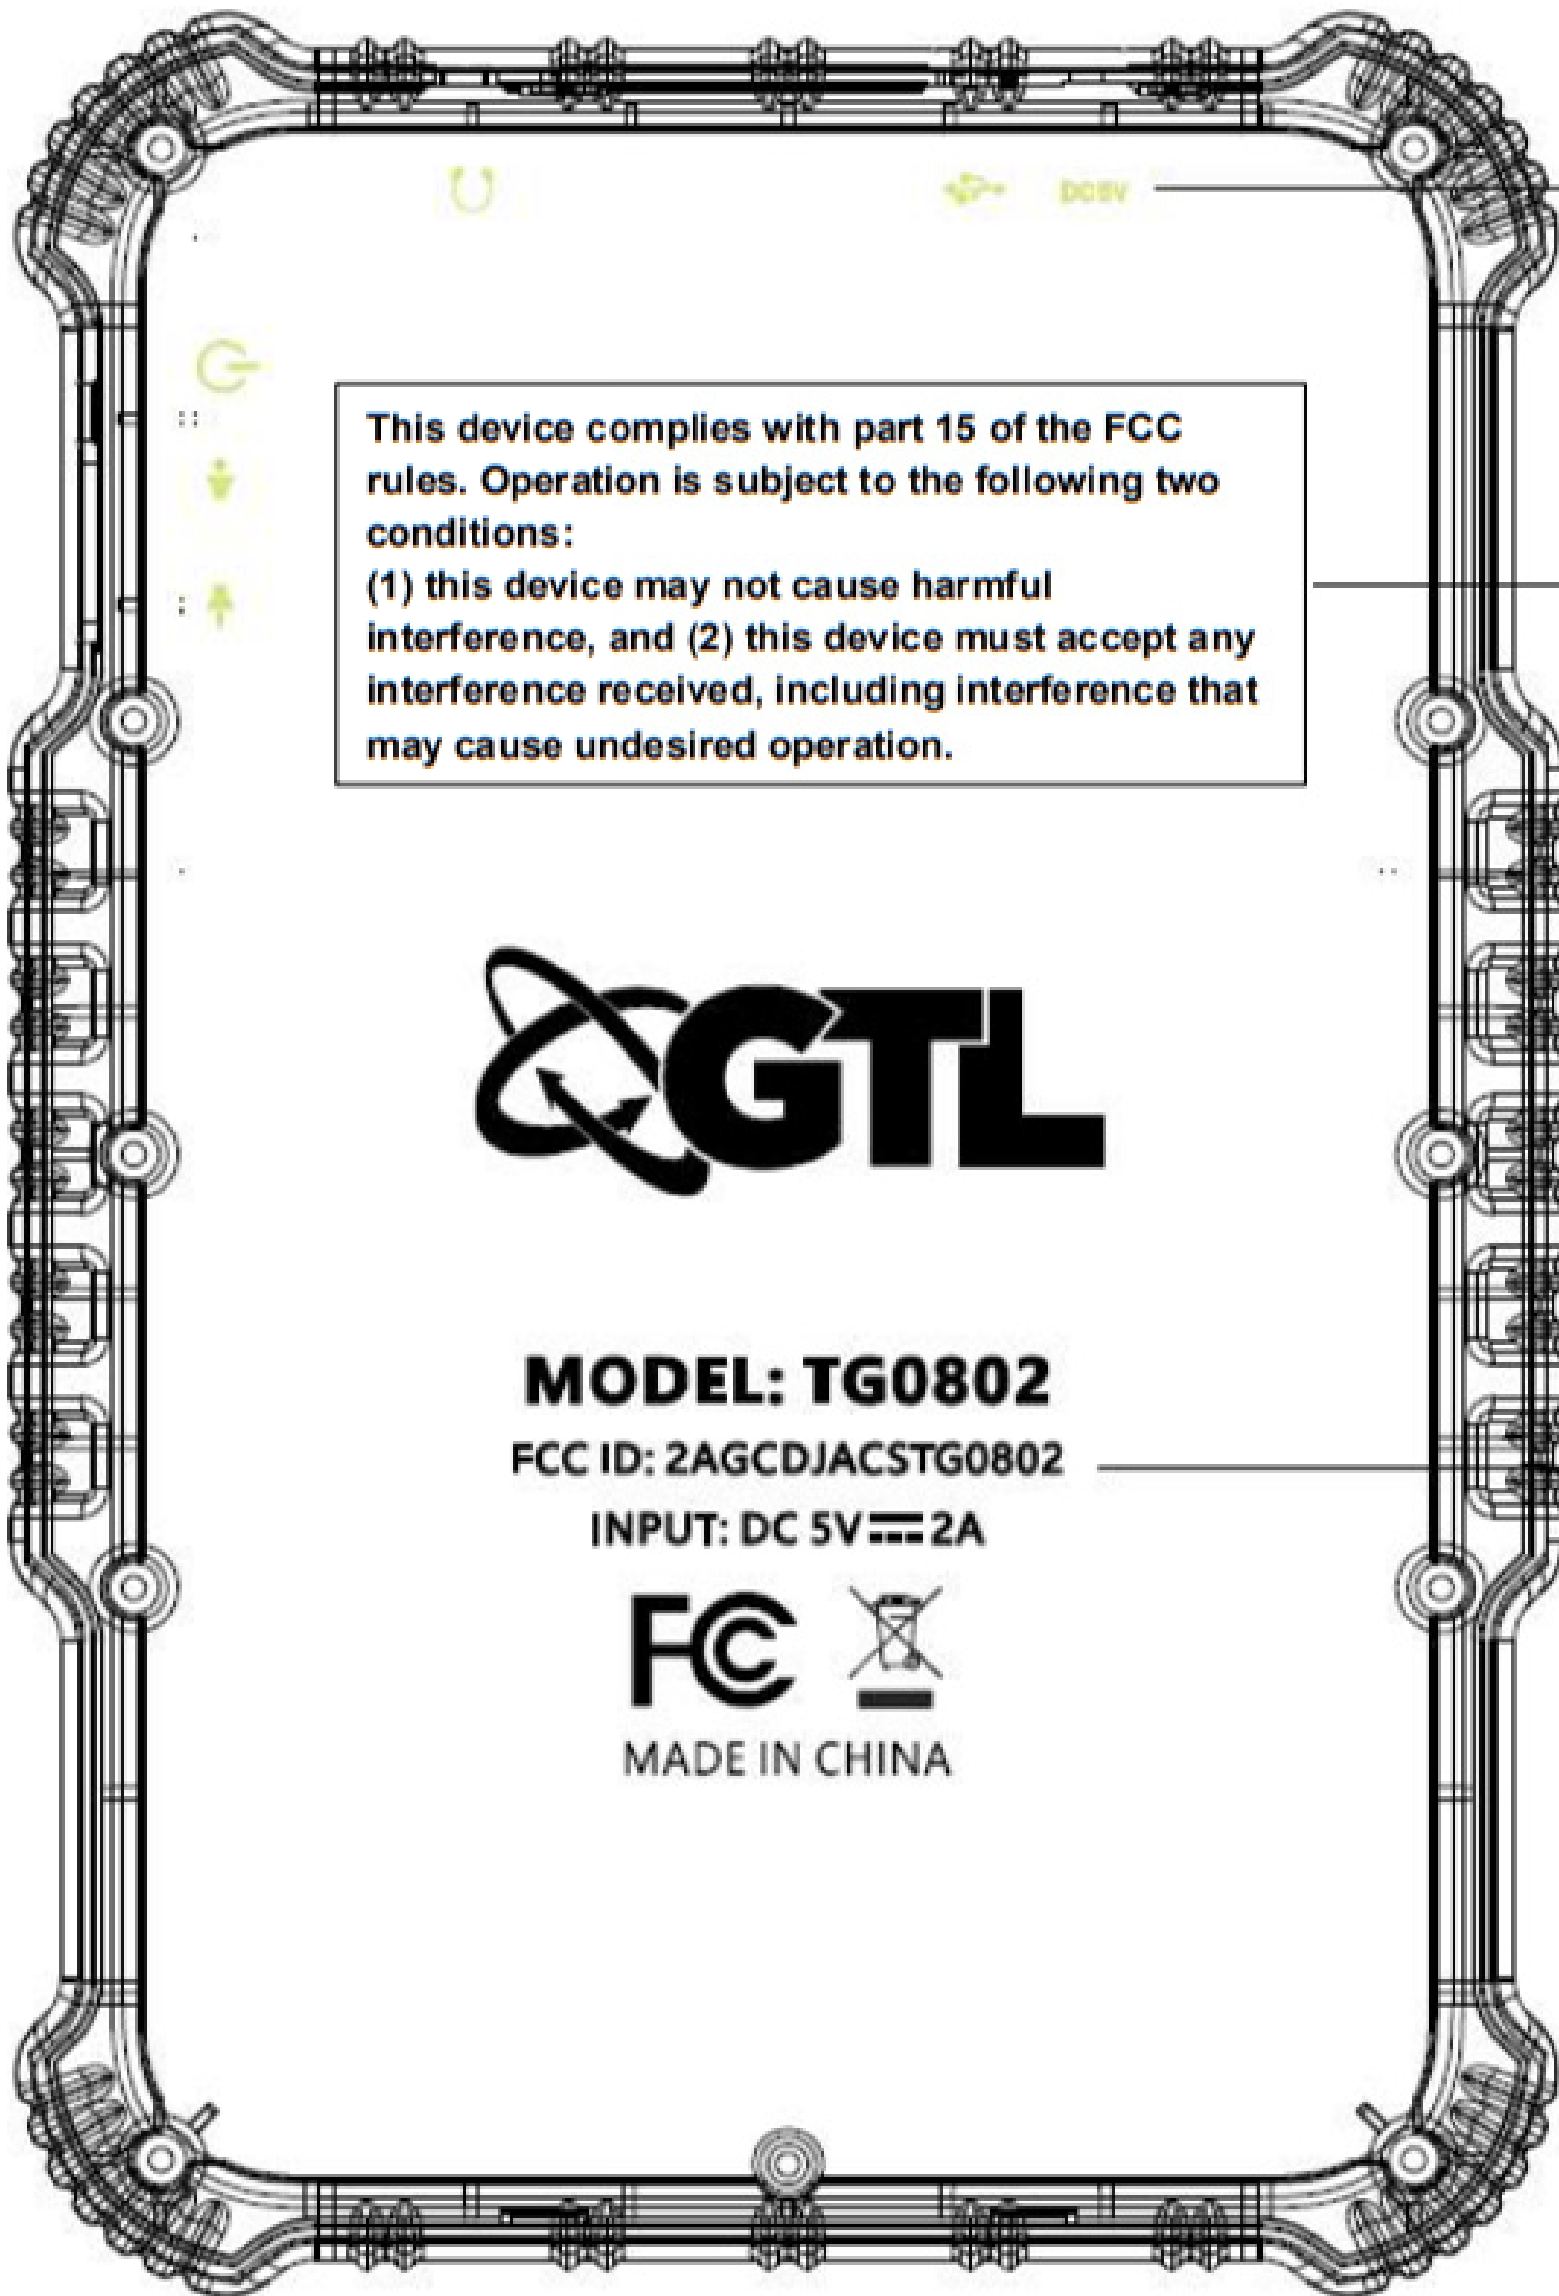 DC5V
This device complies with part 15 of the FCC
rules. Operation is subject to the following two
conditions:
(1) this device may not cause harmful
interference, and (2) this device must accept any
interference received, including interference that
may cause undesired operation.
GTL
MODEL: TG0802
FCC ID: 2AGCDJACSTG0802
INPUT: DC 5V⎓2A
FC
MADE IN CHINA